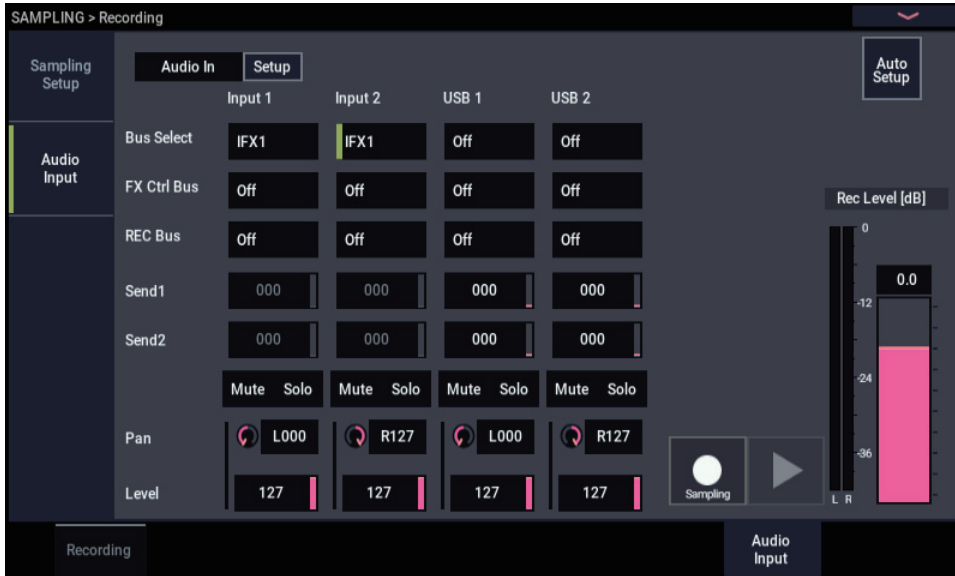 SAMPLING > Recording
Sampling
Setup
Audio
Input
Audio In Setup
Auto
Setup
Input 1 Input 2 USB 1 USB 2
Bus Select IFX1 IFX1 Off Off
FX Ctrl Bus Off Off Off Off
REC Bus Off Off Off Off
Send1 000 000 000 000
Send2 000 000 000 000
Mute Solo Mute Solo Mute Solo Mute Solo
Pan L000 R127 L000 R127
Level 127 127 127 127
Sampling
Rec Level [dB]
0
0.0
-12
-24
-36
L R
Recording
Audio
Input